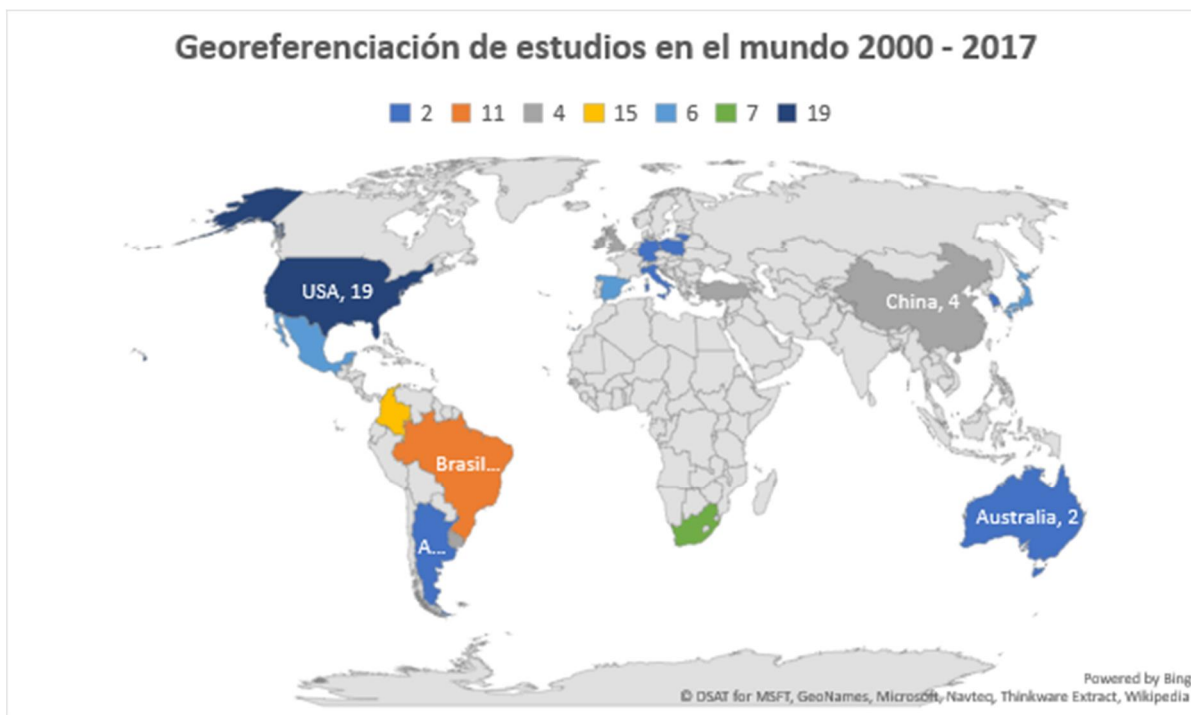 Georeferenciación de estudios en el mundo 2000 - 2017
2 11 4 15 6 7 19
USA, 19
China, 4
Brasil...
Australia, 2
A...
Powered by Bing
© DSAT for MSFT, GeoNames, Microsoft, Navteq, Thinkware Extract, Wikipedia